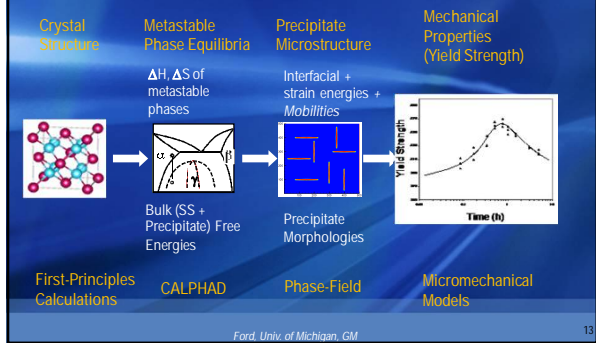 Crystal
Structure
Metastable
Phase Equilibria
Precipitate
Microstructure
Mechanical
Properties
(Yield Strength)
ΔH, ΔS of
metastable
phases
Interfacial +
strain energies +
Mobilities
α
β
γ
Yield Strength
Time (h)
Bulk (SS +
Precipitate) Free
Energies
Precipitate
Morphologies
First-Principles
Calculations
CALPHAD
Phase-Field
Micromechanical
Models
Ford, Univ. of Michigan, GM
13